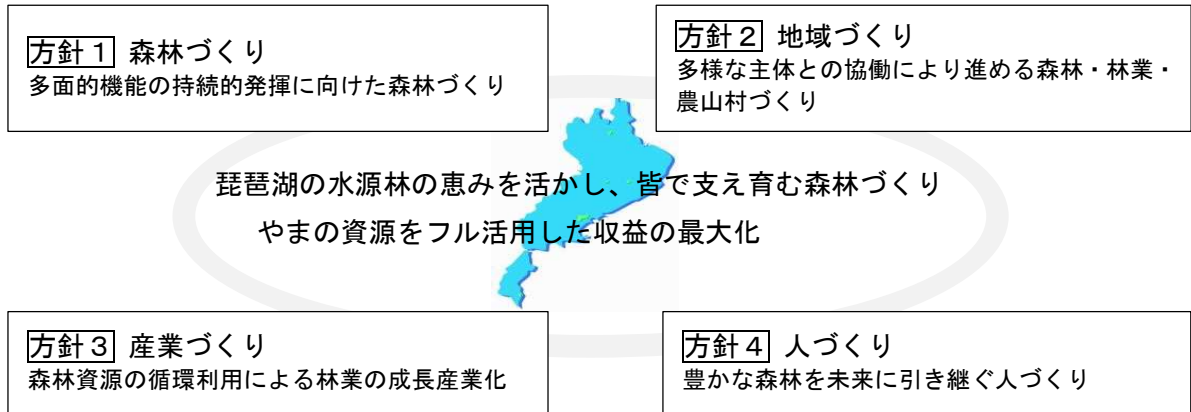 方針1 森林づくり
多面的機能の持続的発揮に向けた森林づくり
方針2 地域づくり
多様な主体との協働により進める森林・林業・
農山村づくり
琵琶湖の水源林の恵みを活かし、皆で支え育む森林づくり
やまの資源をフル活用した収益の最大化
方針3 産業づくり
森林資源の循環利用による林業の成長産業化
方針4 人づくり
豊かな森林を未来に引き継ぐ人づくり